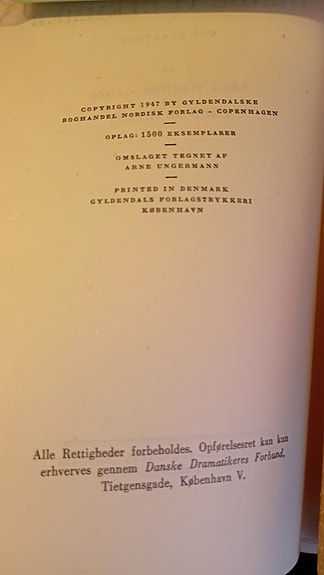 COPYRIGHT 1947 BY GYLDENDALSKE
BOGHANDEL NORDISK FORLAG - COPENHAGEN
OPLAG: 1500 EKSEMPLARER
OMSLAGET TEGNET AF
ARNE UNGERMANN
PRINTED IN DENMARK
GYLDENDALS FORLAGSTRYKKERI
KØBENHAVN
Alle Rettigheder forbeholdes. Opførelsesret kan kun
erhverves gennem Danske Dramatikeres Forbund,
Tietgensgade, København V.